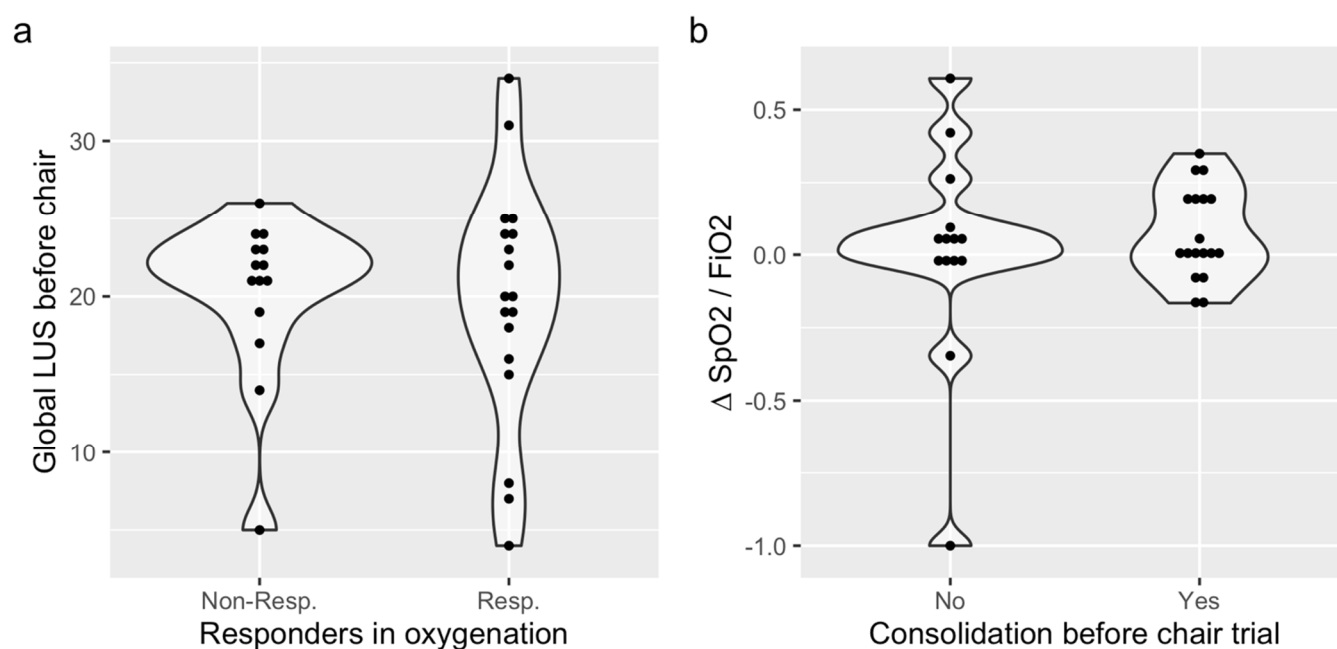 a
Global LUS before chair
30
20
10
Non-Resp.
Resp.
Responders in oxygenation
b
Δ SpO2 / FiO2
0.5
0.0
-0.5
-1.0
No
Yes
Consolidation before chair trial